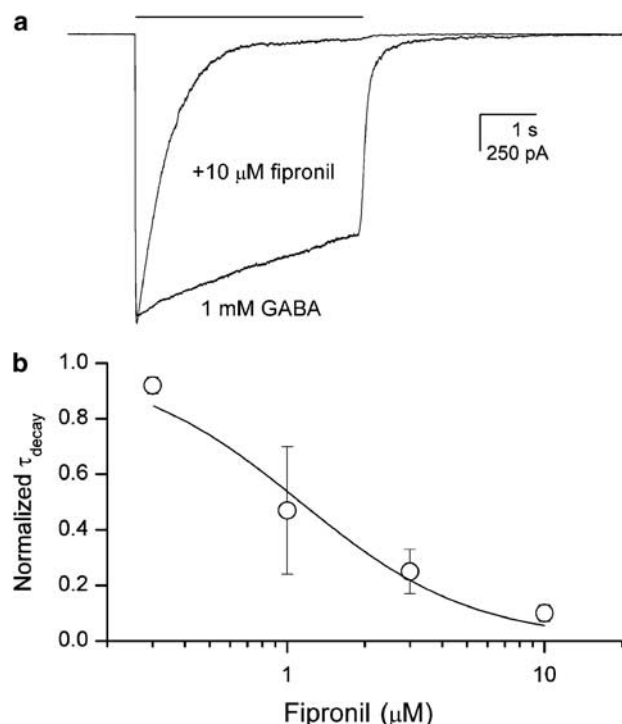 a
1 s
250 pA
+10 μM fipronil
1 mM GABA
b
1.0
0.8
0.6
0.4
0.2
0.0
Normalized τdecay
1
10
Fipronil (μM)